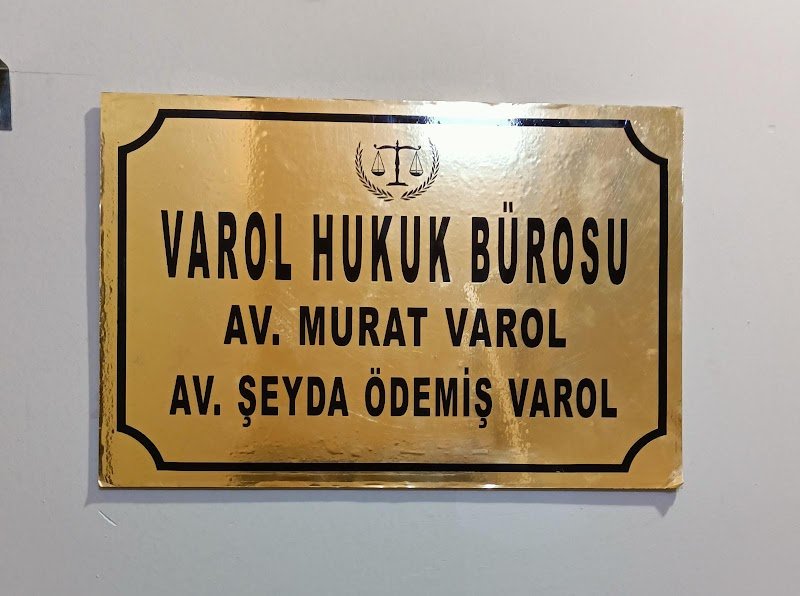 VAROL HUKUK BÜROSU
AV. MURAT VAROL
AV. ŞEYDA ÖDEMİŞ VAROL